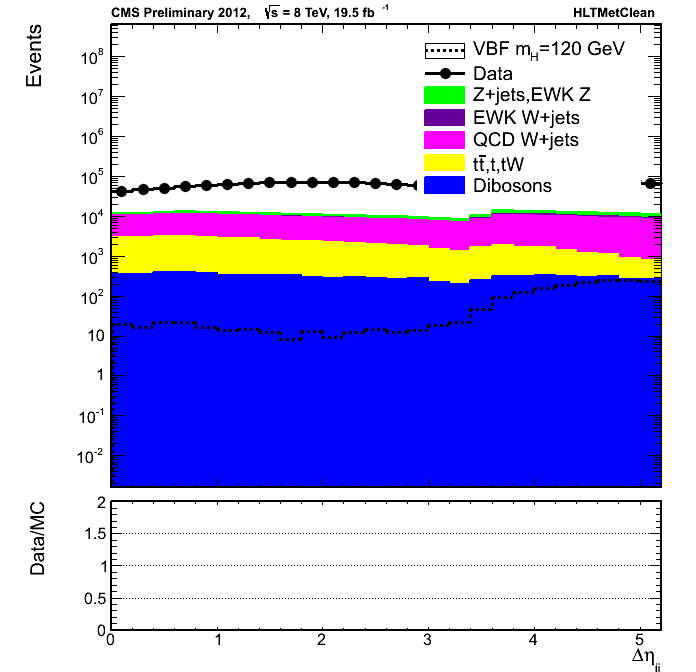 CMS Preliminary 2012, √s = 8 TeV, 19.5 fb⁻¹ HLTMetClean
Events
VBF m_H=120 GeV
Data
Z+jets,EWK Z
EWK W+jets
QCD W+jets
tt̄,t,tW
Dibosons
10⁸
10⁷
10⁶
10⁵
10⁴
10³
10²
10
1
10⁻¹
10⁻²
Data/MC
2
1.5
1
0.5
0
0 1 2 3 4 5
Δη_jj